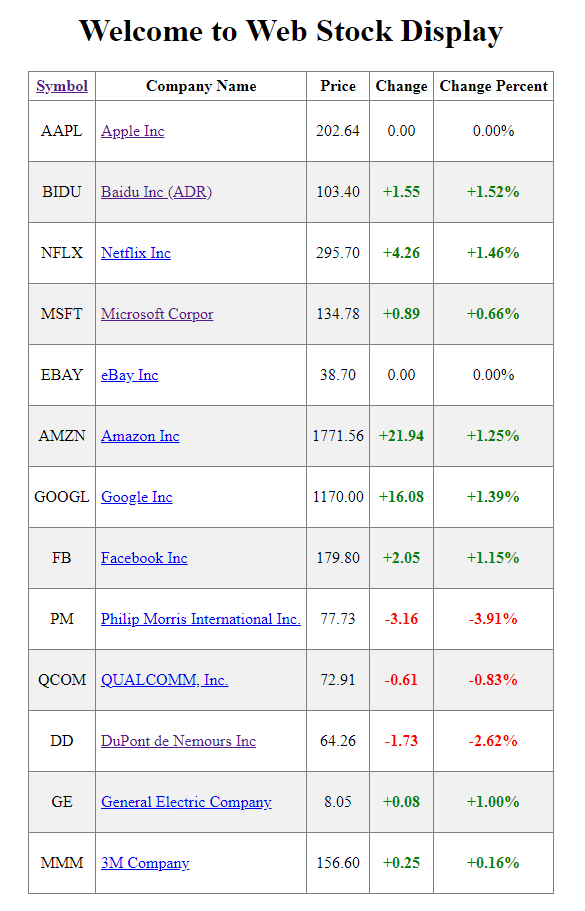 Welcome to Web Stock Display
Symbol Company Name Price Change Change Percent
AAPL Apple Inc 202.64 0.00 0.00%
BIDU Baidu Inc (ADR) 103.40 +1.55 +1.52%
NFLX Netflix Inc 295.70 +4.26 +1.46%
MSFT Microsoft Corpor 134.78 +0.89 +0.66%
EBAY eBay Inc 38.70 0.00 0.00%
AMZN Amazon Inc 1771.56 +21.94 +1.25%
GOOGL Google Inc 1170.00 +16.08 +1.39%
FB Facebook Inc 179.80 +2.05 +1.15%
PM Philip Morris International Inc. 77.73 -3.16 -3.91%
QCOM QUALCOMM, Inc. 72.91 -0.61 -0.83%
DD DuPont de Nemours Inc 64.26 -1.73 -2.62%
GE General Electric Company 8.05 +0.08 +1.00%
MMM 3M Company 156.60 +0.25 +0.16%